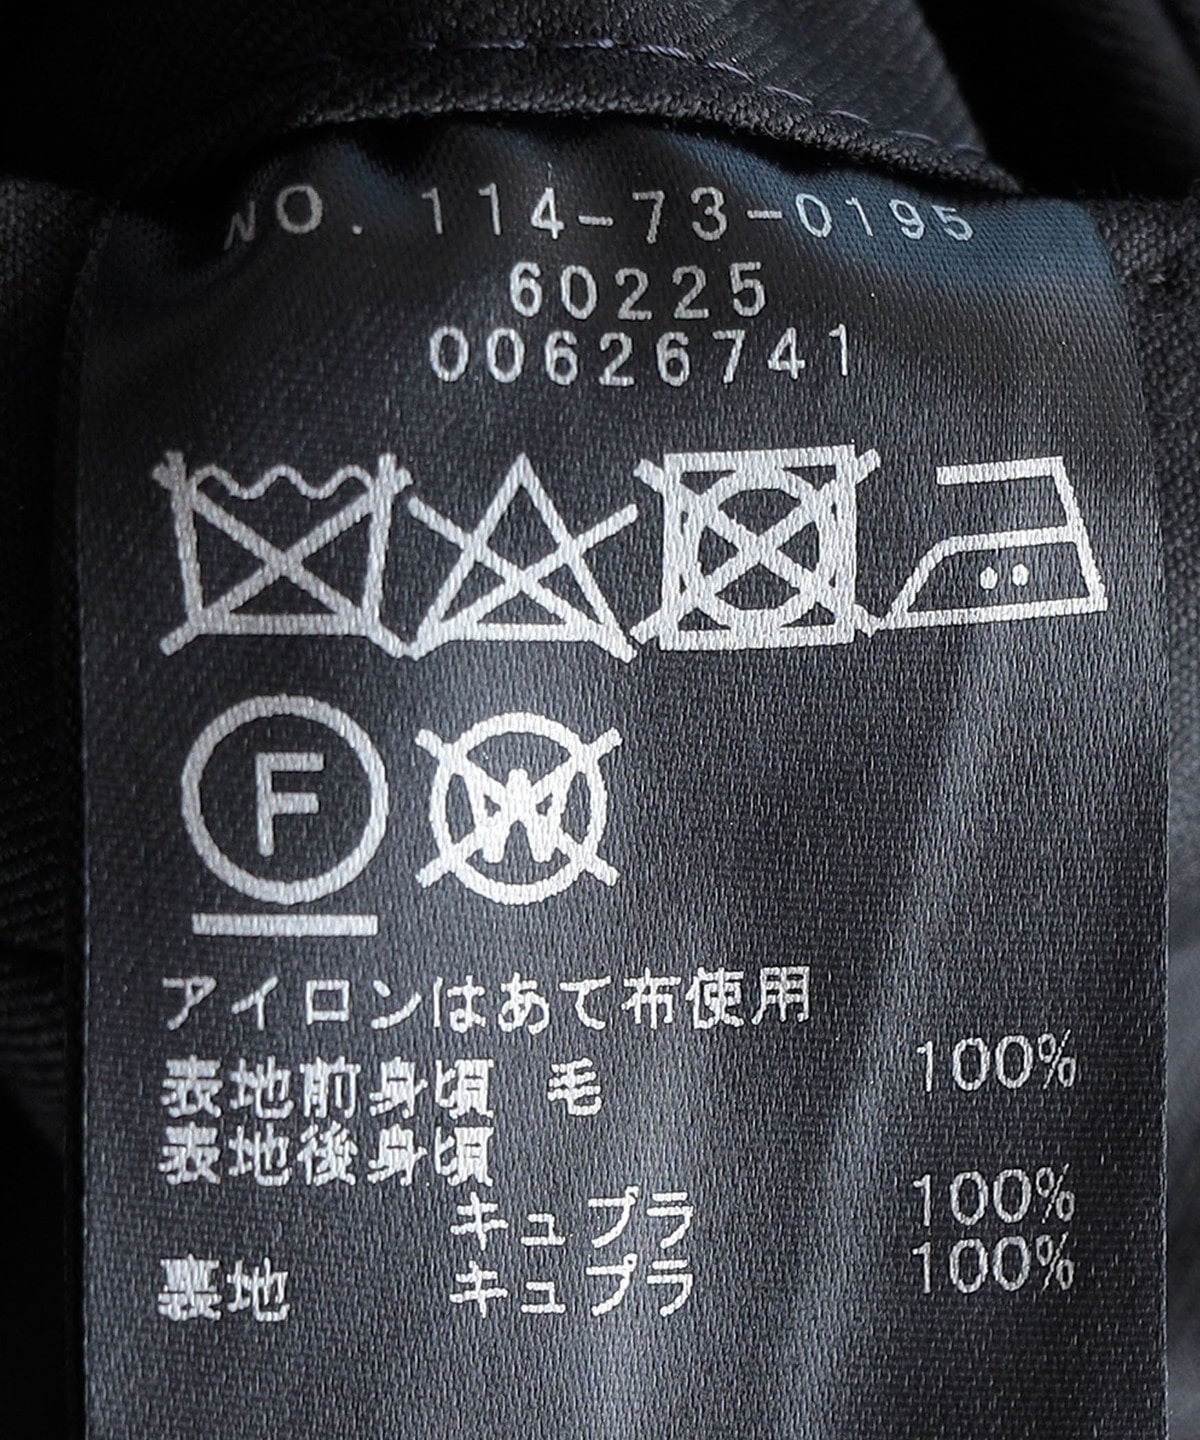 NO. 114-73-0195
60225
00626741
F
W
アイロンはあて布使用
表地前身頃 毛 100%
表地後身頃
キュプラ 100%
裏地 キュプラ 100%